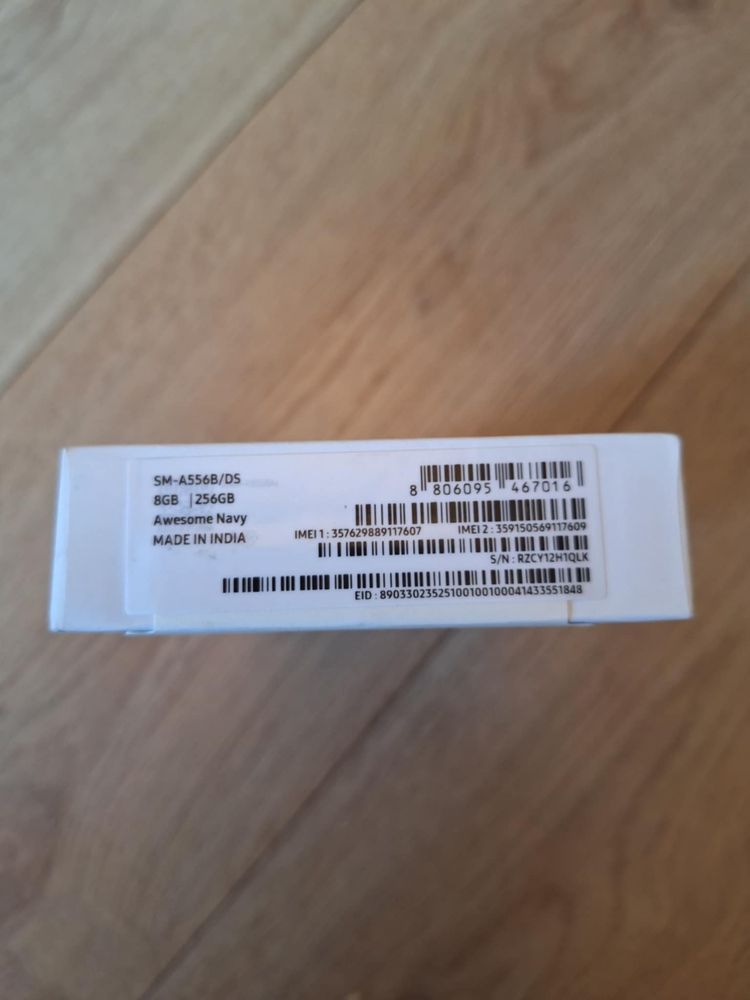 SM-A556B/DS
8GB | 256GB
Awesome Navy
MADE IN INDIA
8 806095 467016
IMEI 1 : 357629889117607 IMEI 2 : 359150569117609
S/N : RZCY12H1QLK
EID : 89033023525100100100041433551848